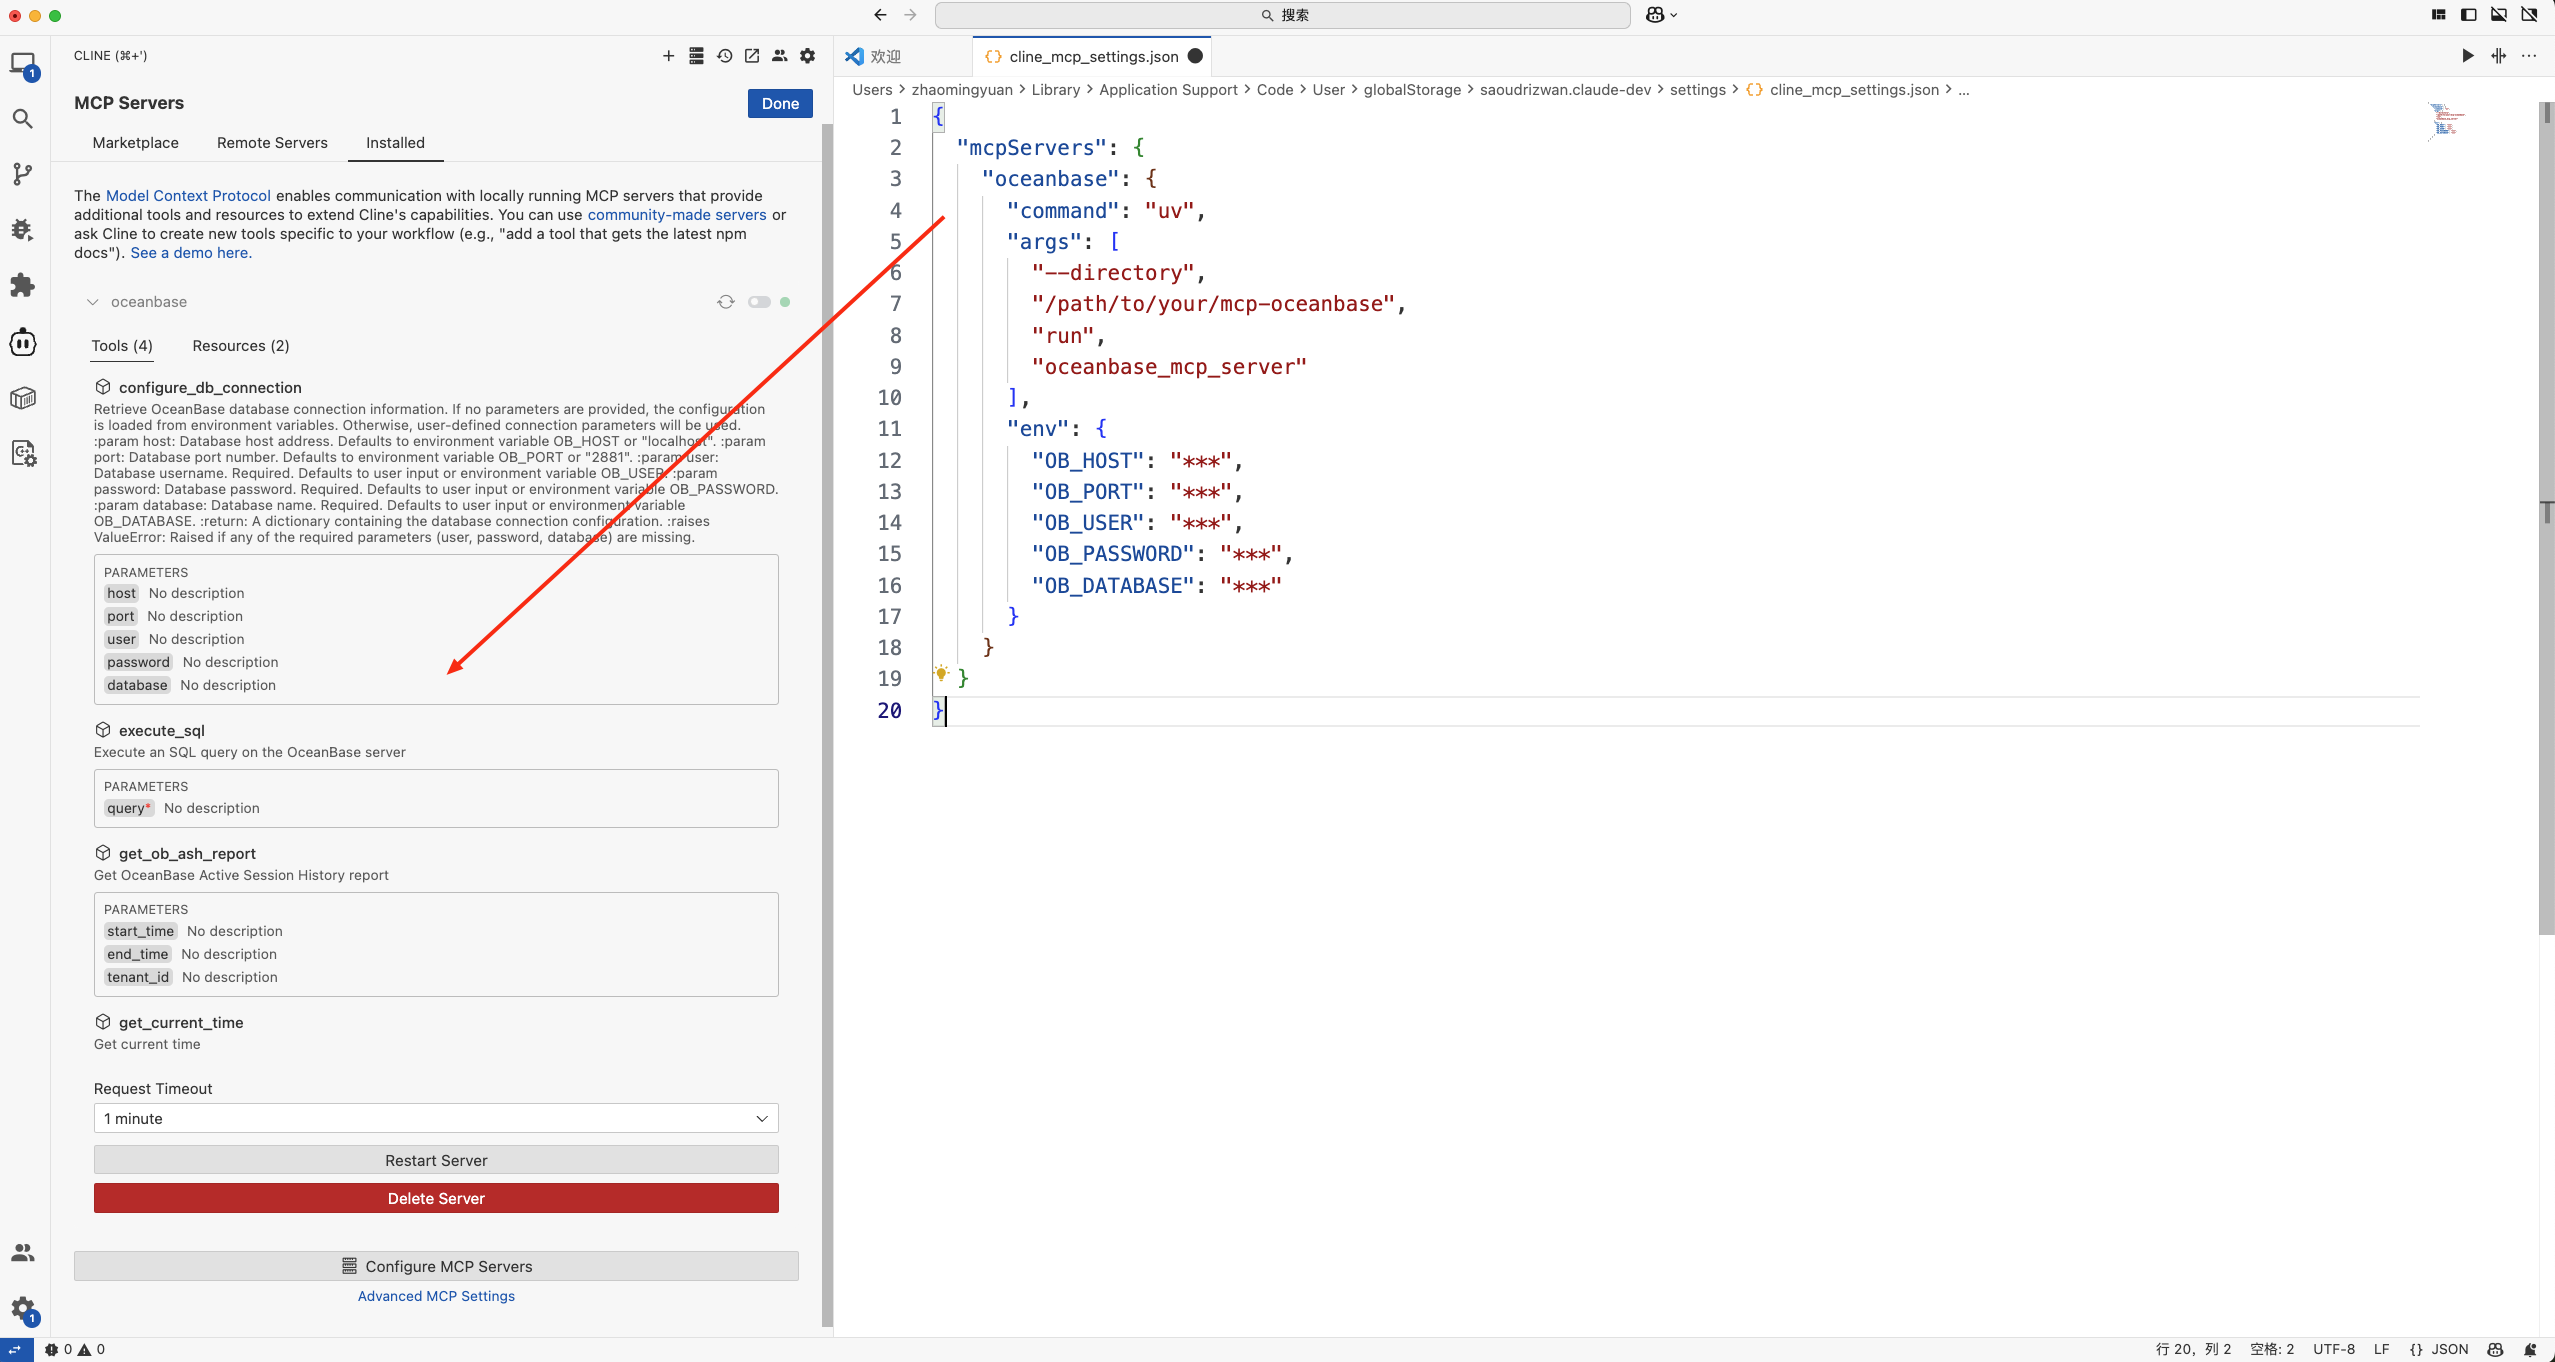 搜索
CLINE (⌘+')
MCP Servers
Done
Marketplace
Remote Servers
Installed
The Model Context Protocol enables communication with locally running MCP servers that provide
additional tools and resources to extend Cline's capabilities. You can use community-made servers or
ask Cline to create new tools specific to your workflow (e.g., "add a tool that gets the latest npm
docs"). See a demo here.
oceanbase
Tools (4)
Resources (2)
configure_db_connection
Retrieve OceanBase database connection information. If no parameters are provided, the configuration
is loaded from environment variables. Otherwise, user-defined connection parameters will be used.
:param host: Database host address. Defaults to environment variable OB_HOST or "localhost". :param
port: Database port number. Defaults to environment variable OB_PORT or "2881". :param user:
Database username. Required. Defaults to user input or environment variable OB_USER. :param
password: Database password. Required. Defaults to user input or environment variable OB_PASSWORD.
:param database: Database name. Required. Defaults to user input or environment variable
OB_DATABASE. :return: A dictionary containing the database connection configuration. :raises
ValueError: Raised if any of the required parameters (user, password, database) are missing.
PARAMETERS
host No description
port No description
user No description
password No description
database No description
execute_sql
Execute an SQL query on the OceanBase server
PARAMETERS
query* No description
get_ob_ash_report
Get OceanBase Active Session History report
PARAMETERS
start_time No description
end_time No description
tenant_id No description
get_current_time
Get current time
Request Timeout
1 minute
Restart Server
Delete Server
Configure MCP Servers
Advanced MCP Settings
欢迎
{} cline_mcp_settings.json
Users > zhaomingyuan > Library > Application Support > Code > User > globalStorage > saoudrizwan.claude-dev > settings > {} cline_mcp_settings.json > ...
1 {
2 "mcpServers": {
3 "oceanbase": {
4 "command": "uv",
5 "args": [
6 "--directory",
7 "/path/to/your/mcp-oceanbase",
8 "run",
9 "oceanbase_mcp_server"
10 ],
11 "env": {
12 "OB_HOST": "***",
13 "OB_PORT": "***",
14 "OB_USER": "***",
15 "OB_PASSWORD": "***",
16 "OB_DATABASE": "***"
17 }
18 }
19 }
20 }
1
1
0 0
行 20，列 2
空格: 2
UTF-8
LF
{} JSON